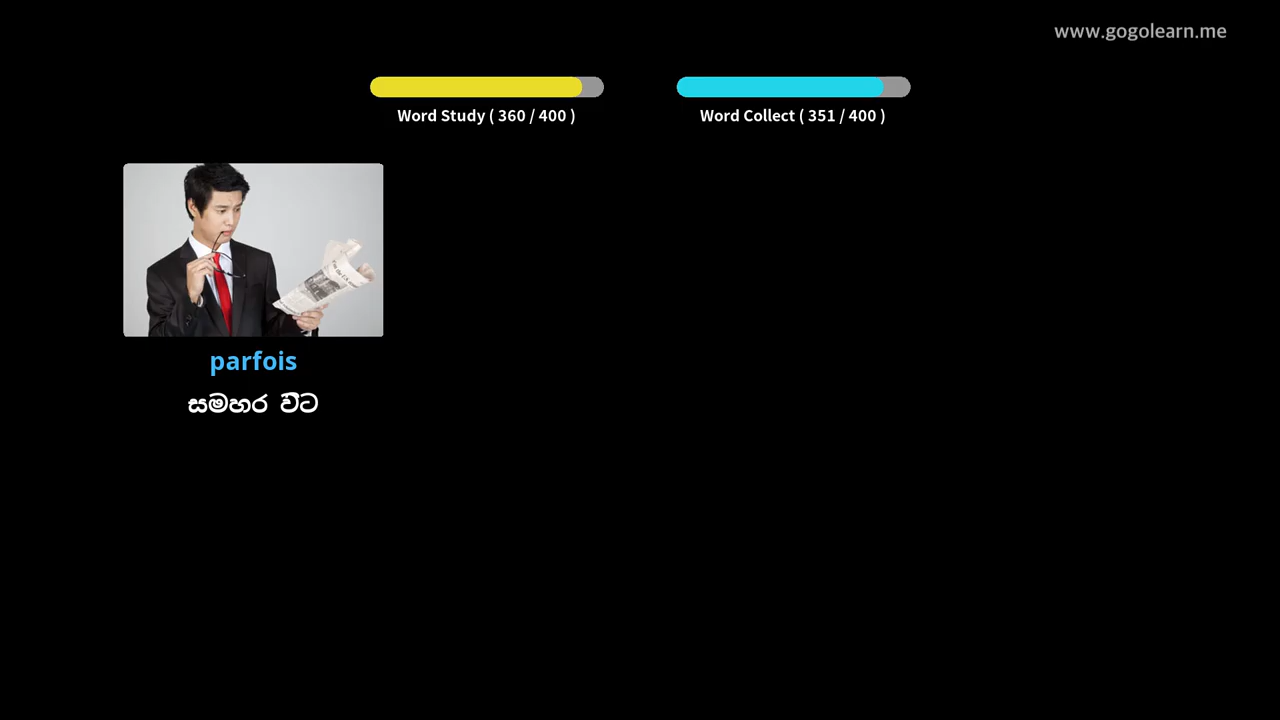 www.gogolearn.me
Word Study ( 360 / 400 )
Word Collect ( 351 / 400 )
parfois
සමහර විට